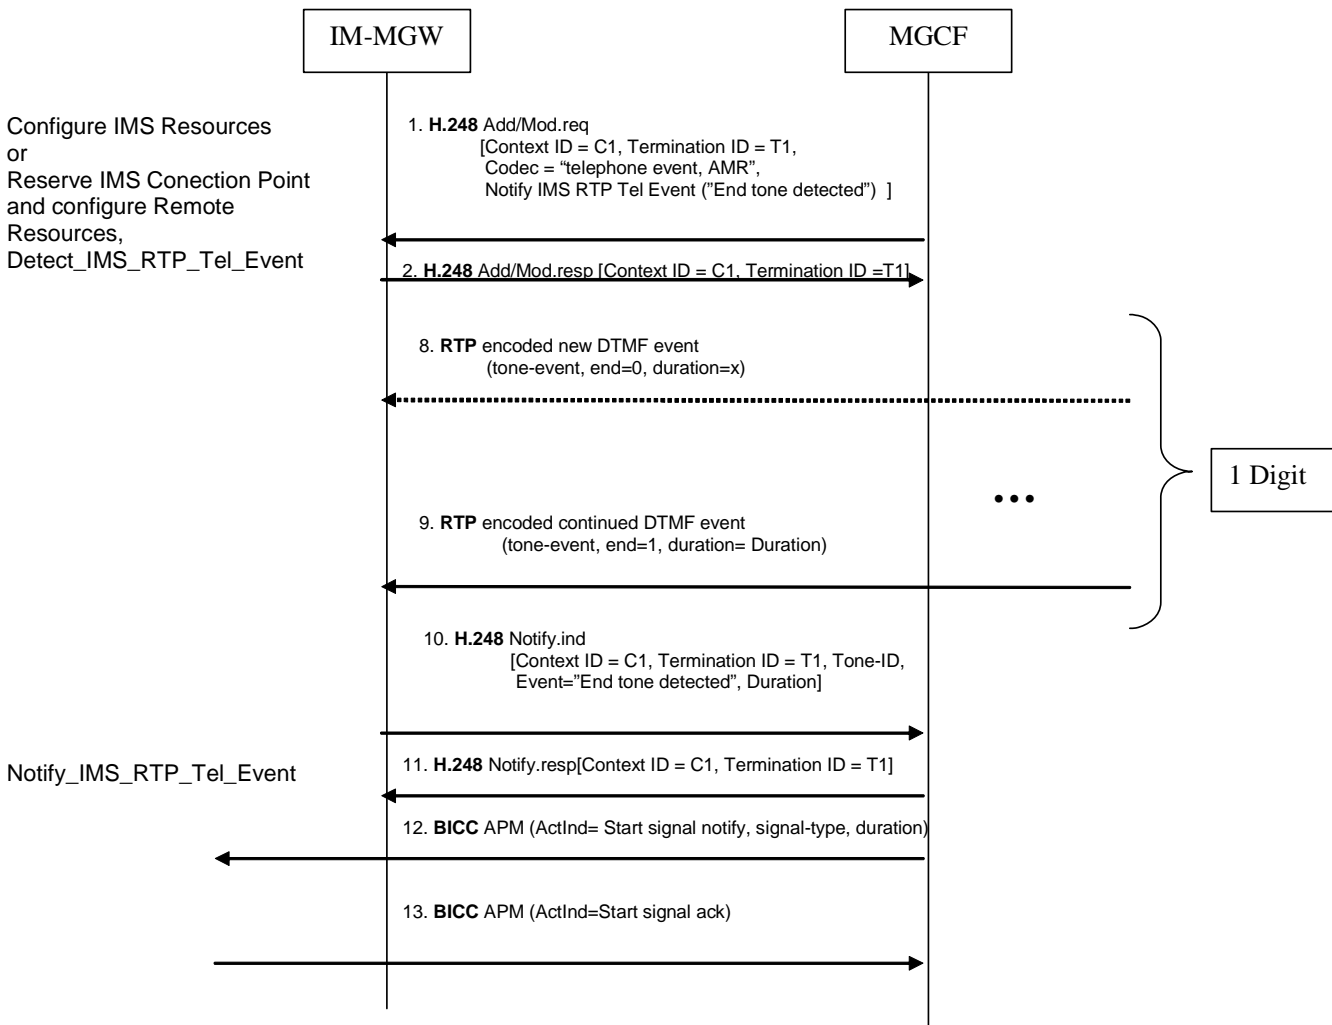 IM-MGW
MGCF
Configure IMS Resources
or
Reserve IMS Conection Point
and configure Remote
Resources,
Detect_IMS_RTP_Tel_Event
1. H.248 Add/Mod.req
[Context ID = C1, Termination ID = T1,
Codec = “telephone event, AMR”,
Notify IMS RTP Tel Event (”End tone detected”) ]
2. H.248 Add/Mod.resp [Context ID = C1, Termination ID =T1]
8. RTP encoded new DTMF event
(tone-event, end=0, duration=x)
...
1 Digit
9. RTP encoded continued DTMF event
(tone-event, end=1, duration= Duration)
10. H.248 Notify.ind
[Context ID = C1, Termination ID = T1, Tone-ID,
Event=”End tone detected”, Duration]
Notify_IMS_RTP_Tel_Event
11. H.248 Notify.resp[Context ID = C1, Termination ID = T1]
12. BICC APM (ActInd= Start signal notify, signal-type, duration)
13. BICC APM (ActInd=Start signal ack)